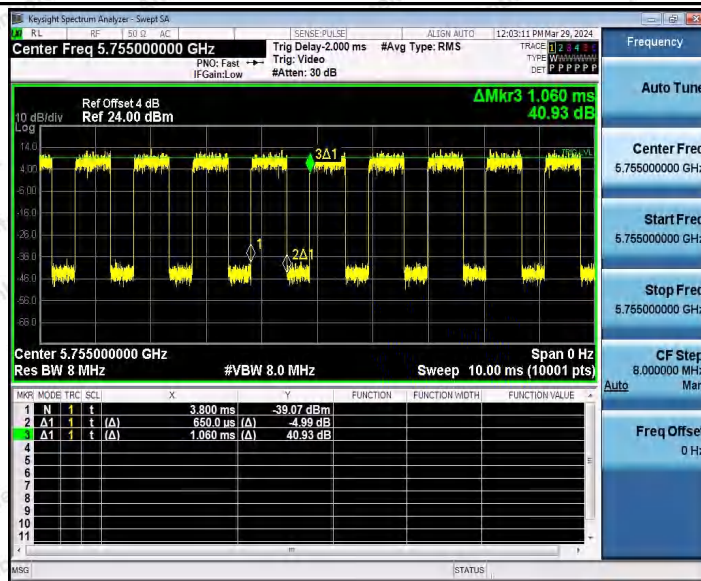 Keysight Spectrum Analyzer - Swept SA
RL RF 50 Ω AC SENSE:PULSE ALIGN AUTO 12:03:11 PM Mar 29, 2024
Center Freq 5.755000000 GHz
PNO: Fast
IFGain:Low
Trig Delay-2.000 ms
Trig: Video
#Atten: 30 dB
#Avg Type: RMS
TRACE 1 2 3 4 5 6
TYPE WWWWWW
DET P P P P P P
ΔMkr3 1.060 ms
40.93 dB
Ref Offset 4 dB
10 dB/div Ref 24.00 dBm
Log
14.0
4.00
-6.00
-16.0
-26.0
-36.0
-46.0
-56.0
-66.0
3Δ1
1
2Δ1
Center 5.755000000 GHz Span 0 Hz
Res BW 8 MHz #VBW 8.0 MHz Sweep 10.00 ms (10001 pts)
MKR MODE TRC SCL X Y FUNCTION FUNCTION WIDTH FUNCTION VALUE
1 N 1 t 3.800 ms -39.07 dBm
2 Δ1 1 t (Δ) 650.0 µs (Δ) -4.99 dB
3 Δ1 1 t (Δ) 1.060 ms (Δ) 40.93 dB
4
5
6
7
8
9
10
11
MSG STATUS
Frequency
Auto Tune
Center Freq
5.755000000 GHz
Start Freq
5.755000000 GHz
Stop Freq
5.755000000 GHz
CF Step
8.000000 MHz
Auto Man
Freq Offset
0 Hz